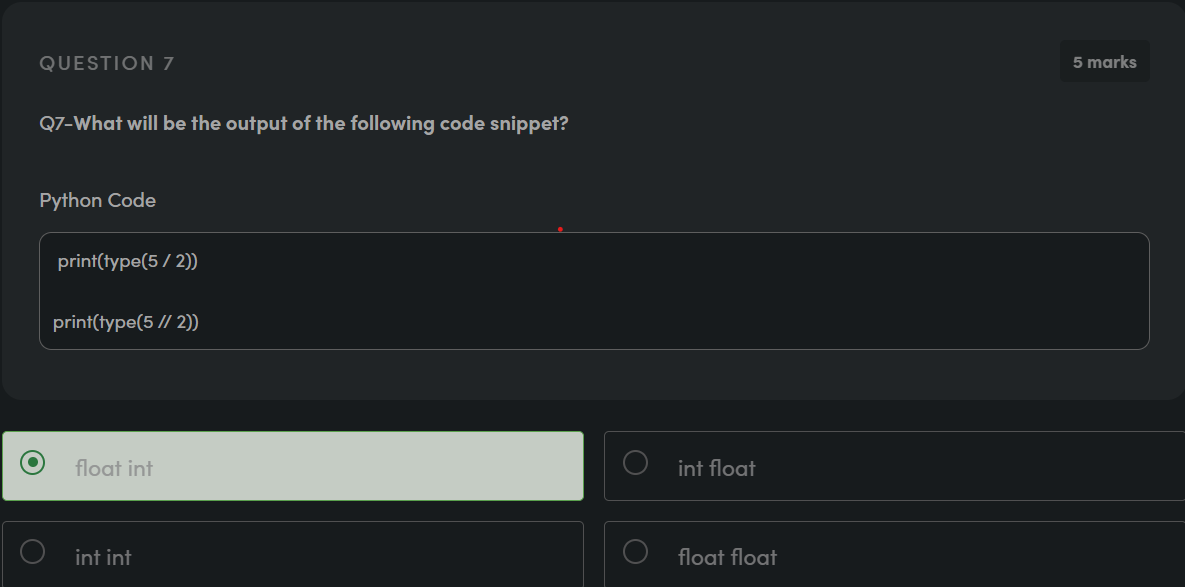 QUESTION 7
5 marks
Q7-What will be the output of the following code snippet?
Python Code
print(type(5 / 2))
print(type(5 // 2))
float int
int float
int int
float float